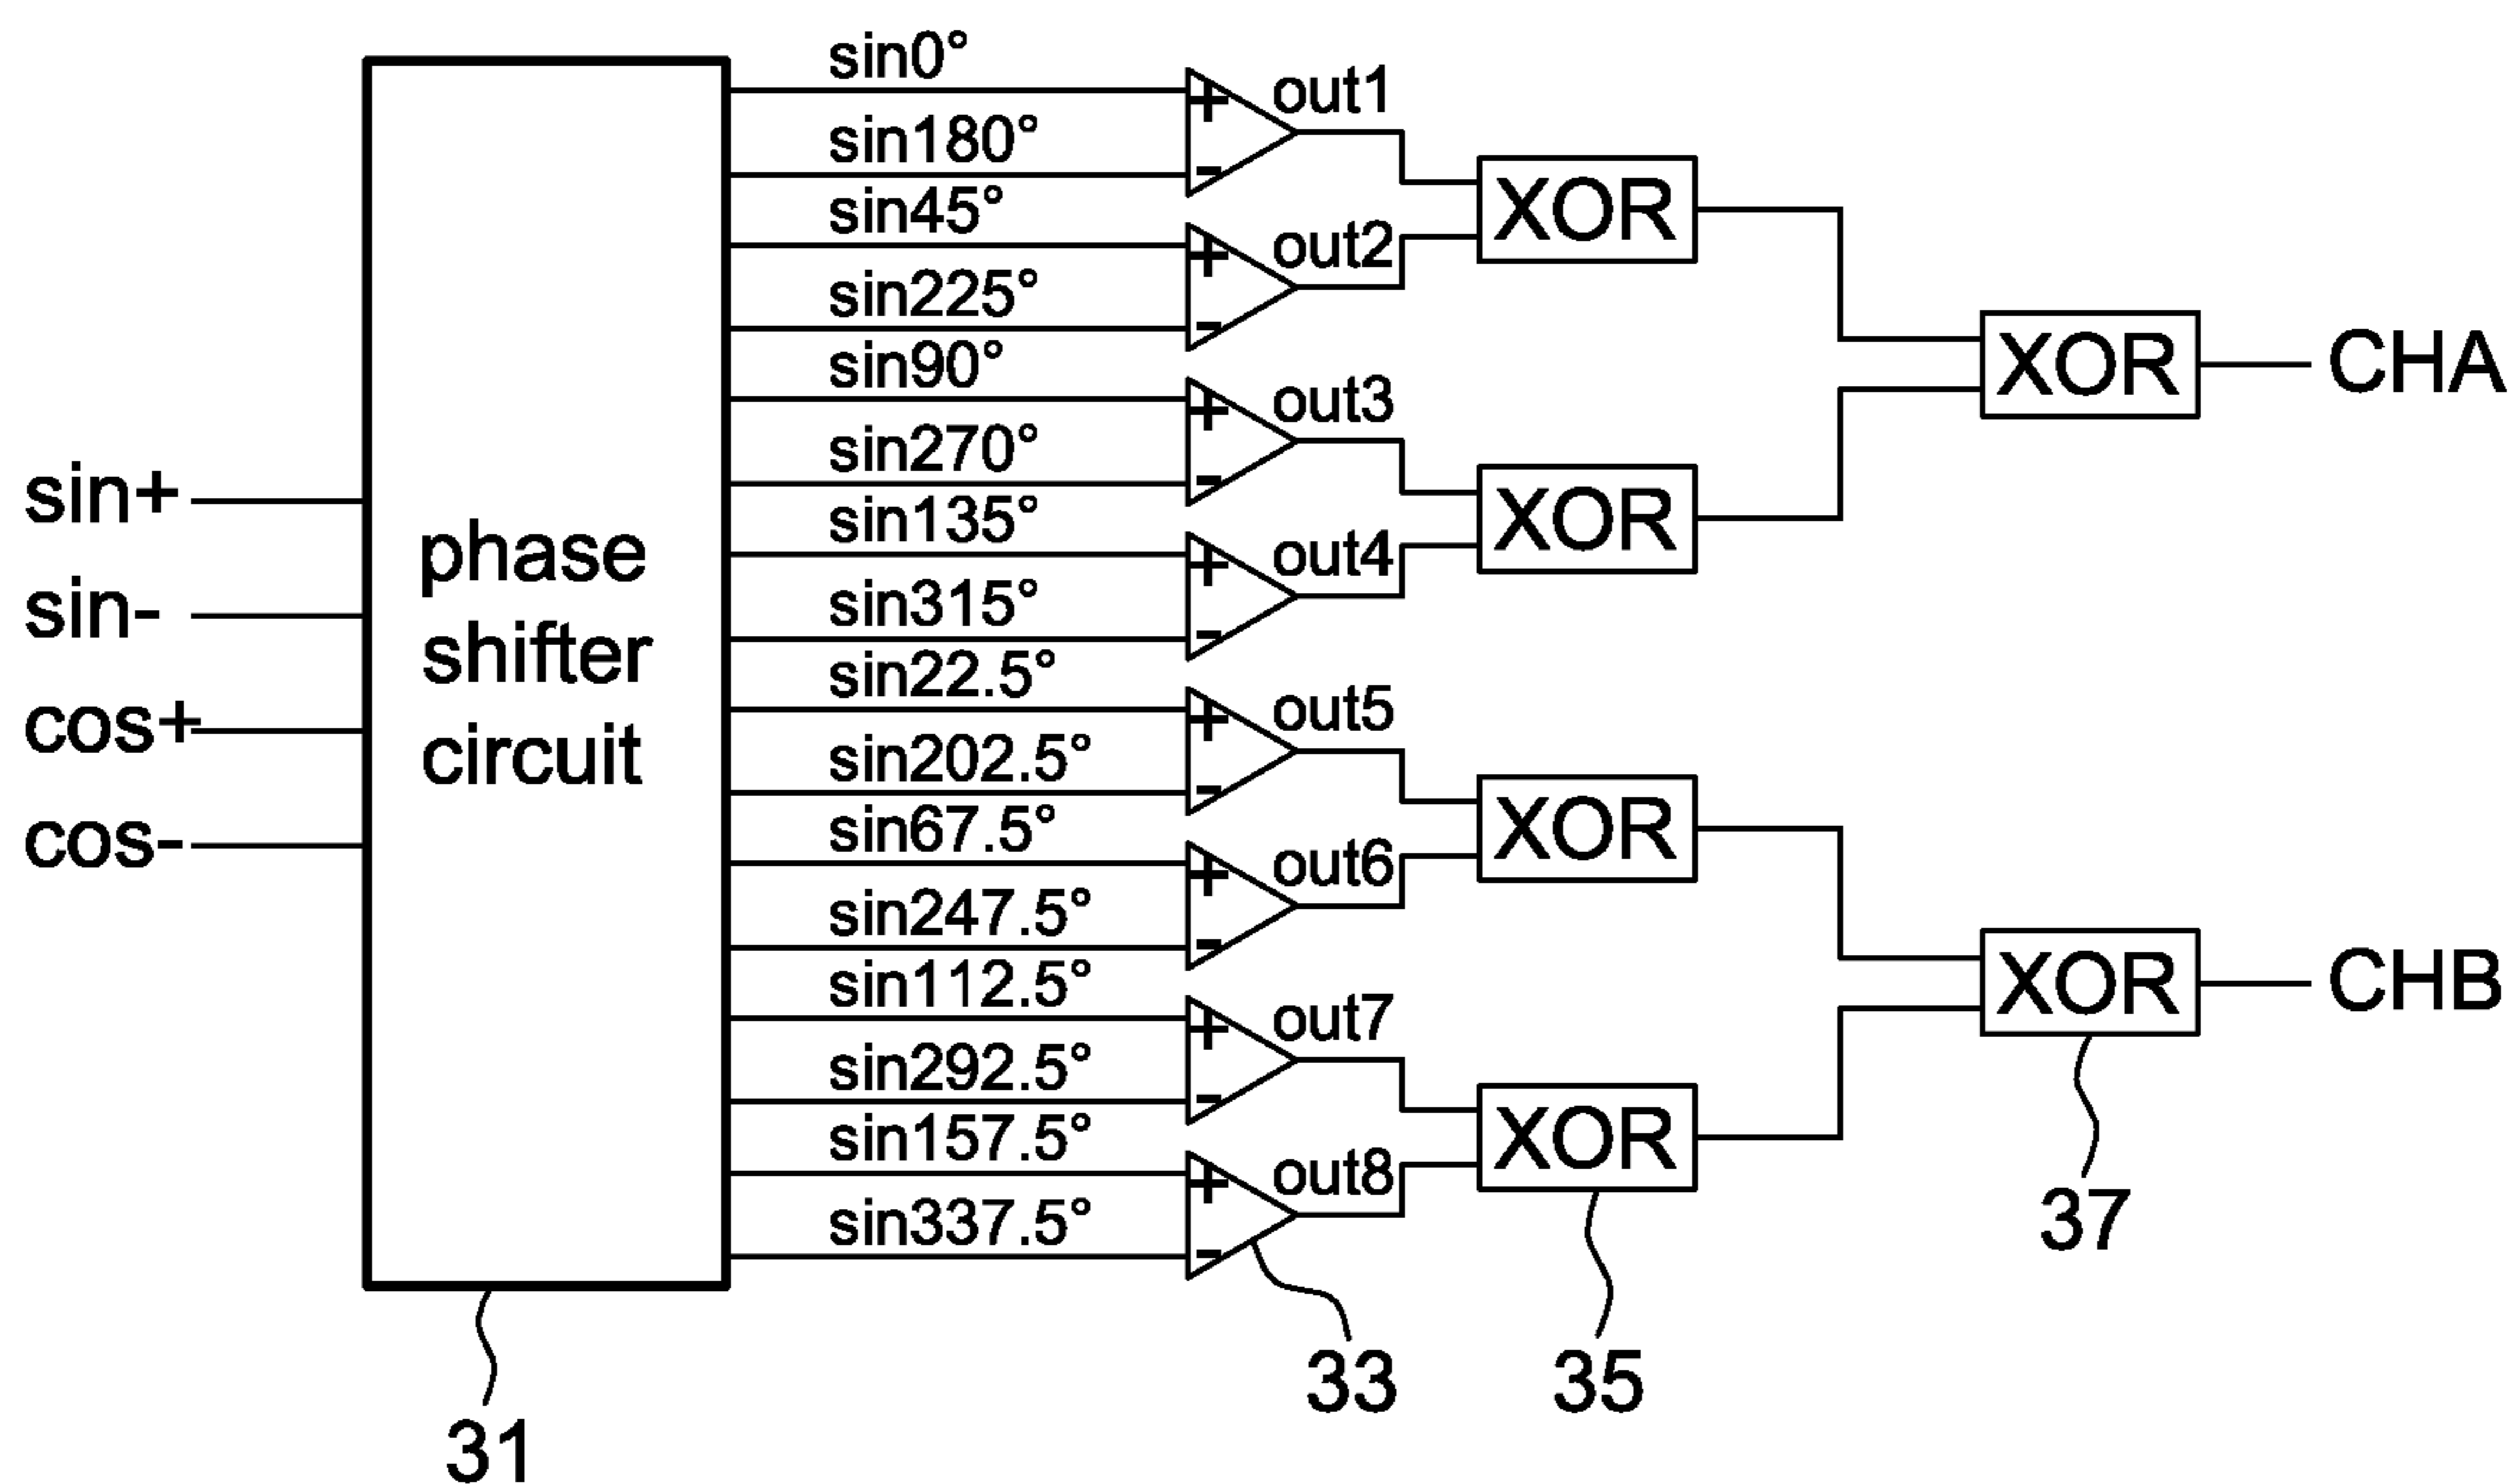 sin+
sin-
cos+
cos-
phase
shifter
circuit
31
sin0°
sin180°
sin45°
sin225°
sin90°
sin270°
sin135°
sin315°
sin22.5°
sin202.5°
sin67.5°
sin247.5°
sin112.5°
sin292.5°
sin157.5°
sin337.5°
+
-
+
-
+
-
+
-
+
-
+
-
+
-
+
-
out1
out2
out3
out4
out5
out6
out7
out8
33
XOR
XOR
XOR
XOR
35
XOR
XOR
37
CHA
CHB